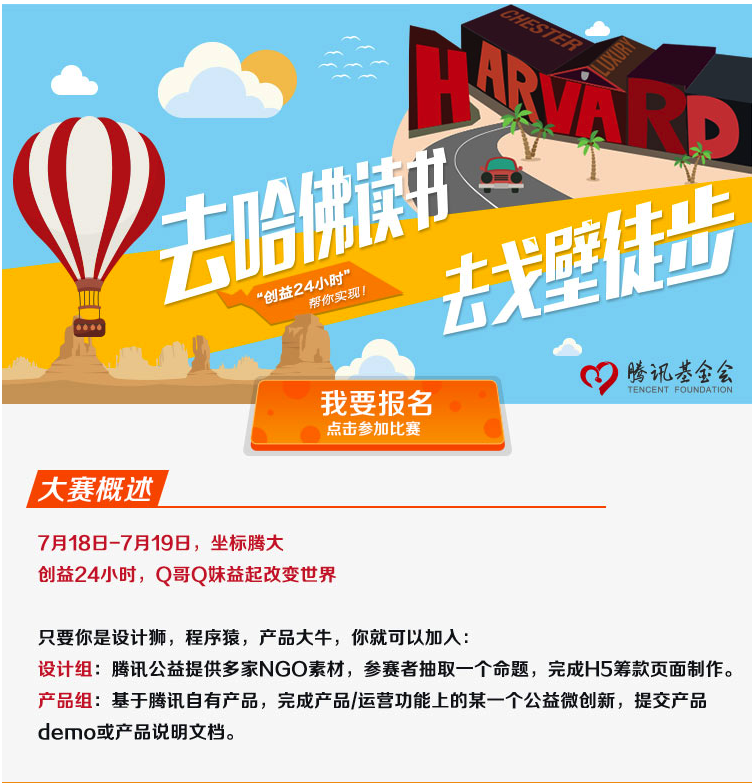 CHESTER
LUXURY
HARVARD
去哈佛读书
“创益24小时”
帮你实现！
去戈壁徒步
腾讯基金会
TENCENT FOUNDATION
我要报名
点击参加比赛
大赛概述
7月18日-7月19日，坐标腾大
创益24小时，Q哥Q妹益起改变世界
只要你是设计狮，程序猿，产品大牛，你就可以加入：
设计组：腾讯公益提供多家NGO素材，参赛者抽取一个命题，完成H5筹款页面制作。
产品组：基于腾讯自有产品，完成产品/运营功能上的某一个公益微创新，提交产品
demo或产品说明文档。